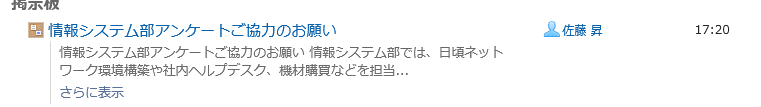 掲示板
情報システム部アンケートご協力のお願い 佐藤 昇 17:20
情報システム部アンケートご協力のお願い 情報システム部では、日頃ネット
ワーク環境構築や社内ヘルプデスク、機材購買などを担当...
さらに表示